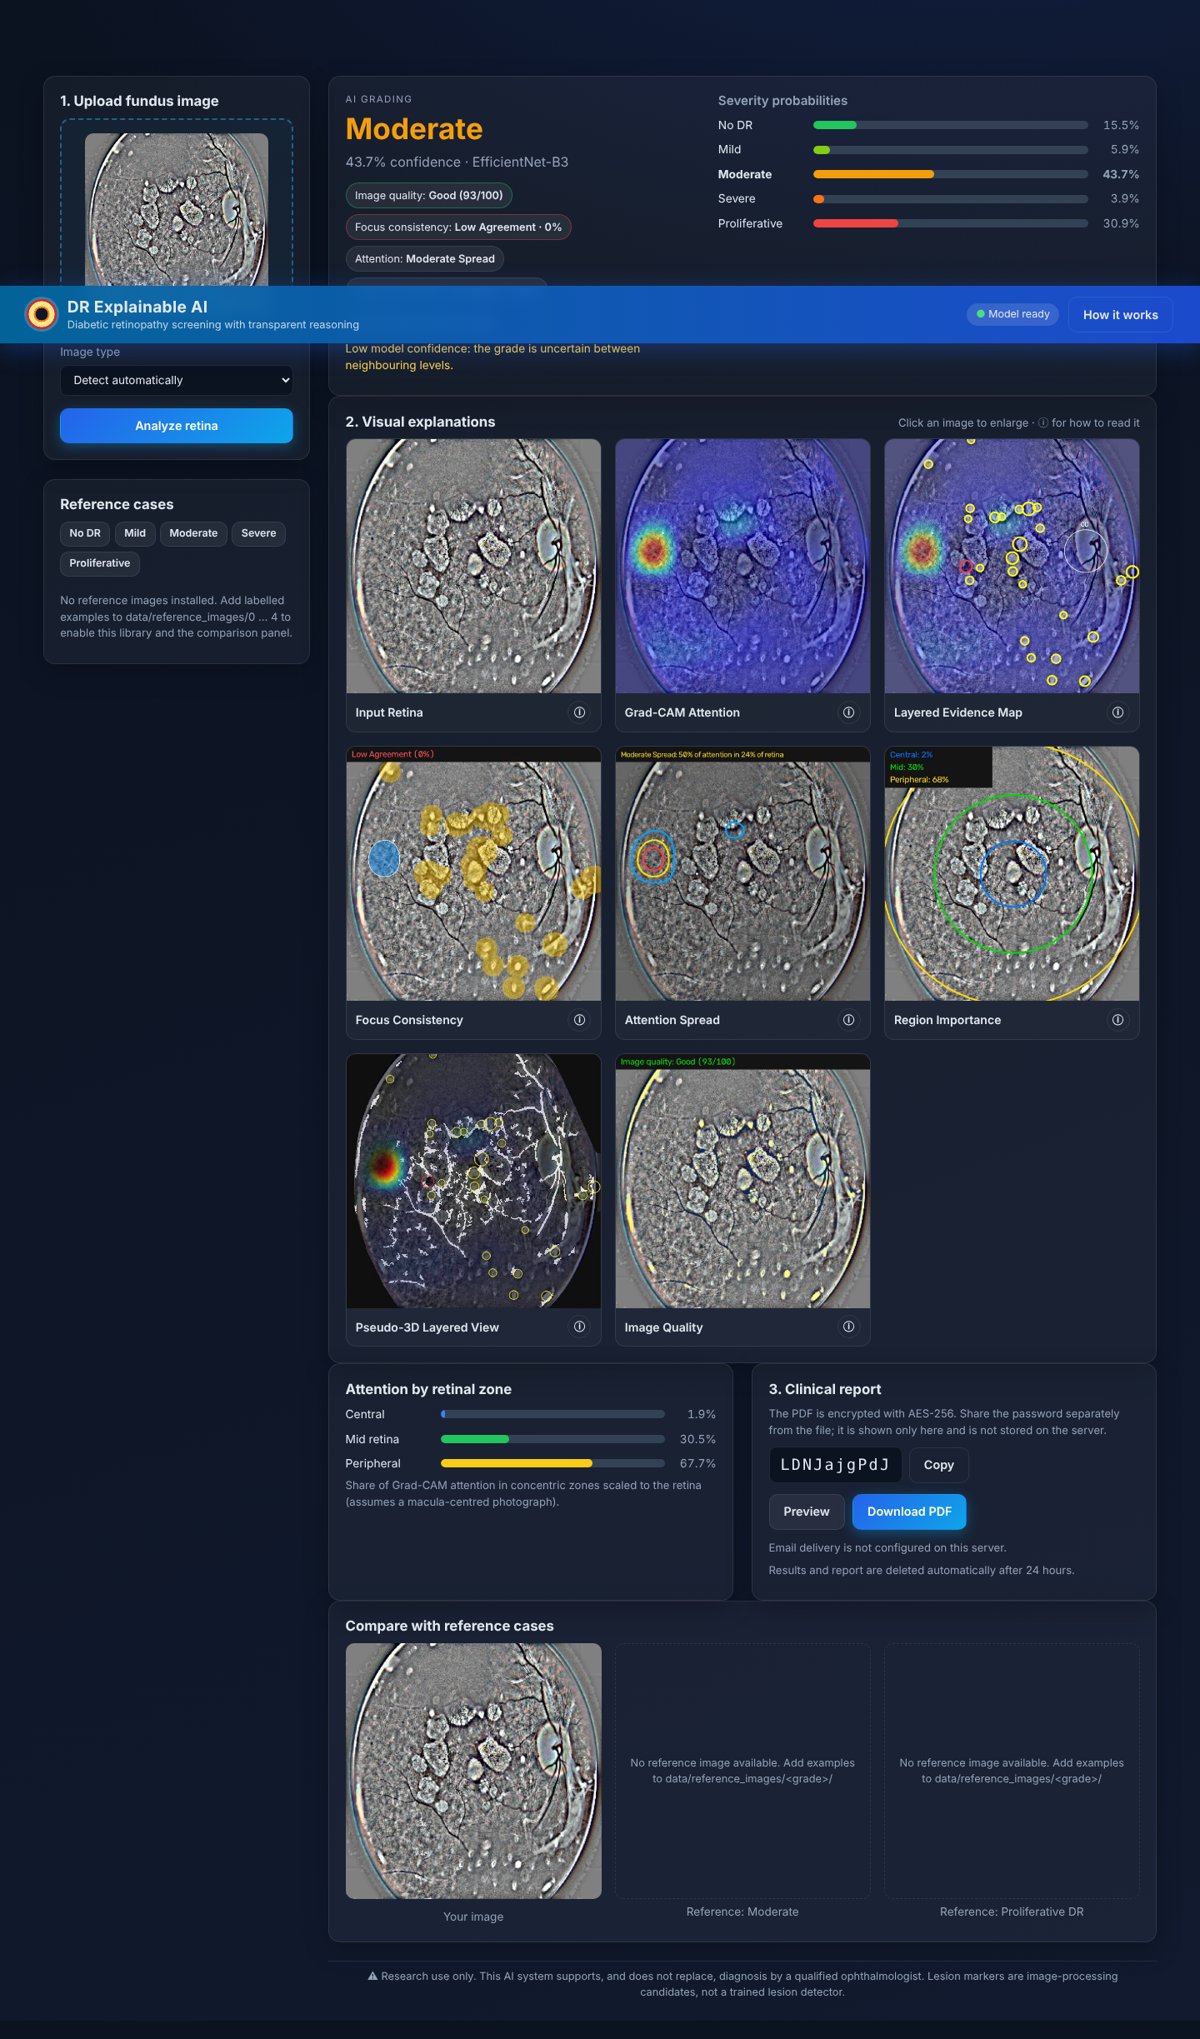 1. Upload fundus image
AI GRADING
Moderate
43.7% confidence · EfficientNet-B3
Image quality: Good (93/100)
Focus consistency: Low Agreement · 0%
Attention: Moderate Spread
Severity probabilities
No DR 15.5%
Mild 5.9%
Moderate 43.7%
Severe 3.9%
Proliferative 30.9%
DR Explainable AI
Diabetic retinopathy screening with transparent reasoning
Model ready
How it works
Image type
Detect automatically
Analyze retina
Low model confidence: the grade is uncertain between
neighbouring levels.
Reference cases
No DR Mild Moderate Severe
Proliferative
No reference images installed. Add labelled
examples to data/reference_images/0 ... 4 to
enable this library and the comparison panel.
2. Visual explanations
Click an image to enlarge · ⓘ for how to read it
Input Retina ⓘ
Grad-CAM Attention ⓘ
OD
Layered Evidence Map ⓘ
Low Agreement (0%)
Focus Consistency ⓘ
Moderate Spread: 50% of attention in 24% of retina
Attention Spread ⓘ
Central: 2%
Mid: 30%
Peripheral: 68%
Region Importance ⓘ
Pseudo-3D Layered View ⓘ
Image quality: Good (93/100)
Image Quality ⓘ
Attention by retinal zone
Central 1.9%
Mid retina 30.5%
Peripheral 67.7%
Share of Grad-CAM attention in concentric zones scaled to the retina
(assumes a macula-centred photograph).
3. Clinical report
The PDF is encrypted with AES-256. Share the password separately
from the file; it is shown only here and is not stored on the server.
LDNJajgPdJ
Copy
Preview
Download PDF
Email delivery is not configured on this server.
Results and report are deleted automatically after 24 hours.
Compare with reference cases
Your image
No reference image available. Add examples
to data/reference_images/<grade>/
Reference: Moderate
No reference image available. Add examples
to data/reference_images/<grade>/
Reference: Proliferative DR
⚠ Research use only. This AI system supports, and does not replace, diagnosis by a qualified ophthalmologist. Lesion markers are image-processing
candidates, not a trained lesion detector.